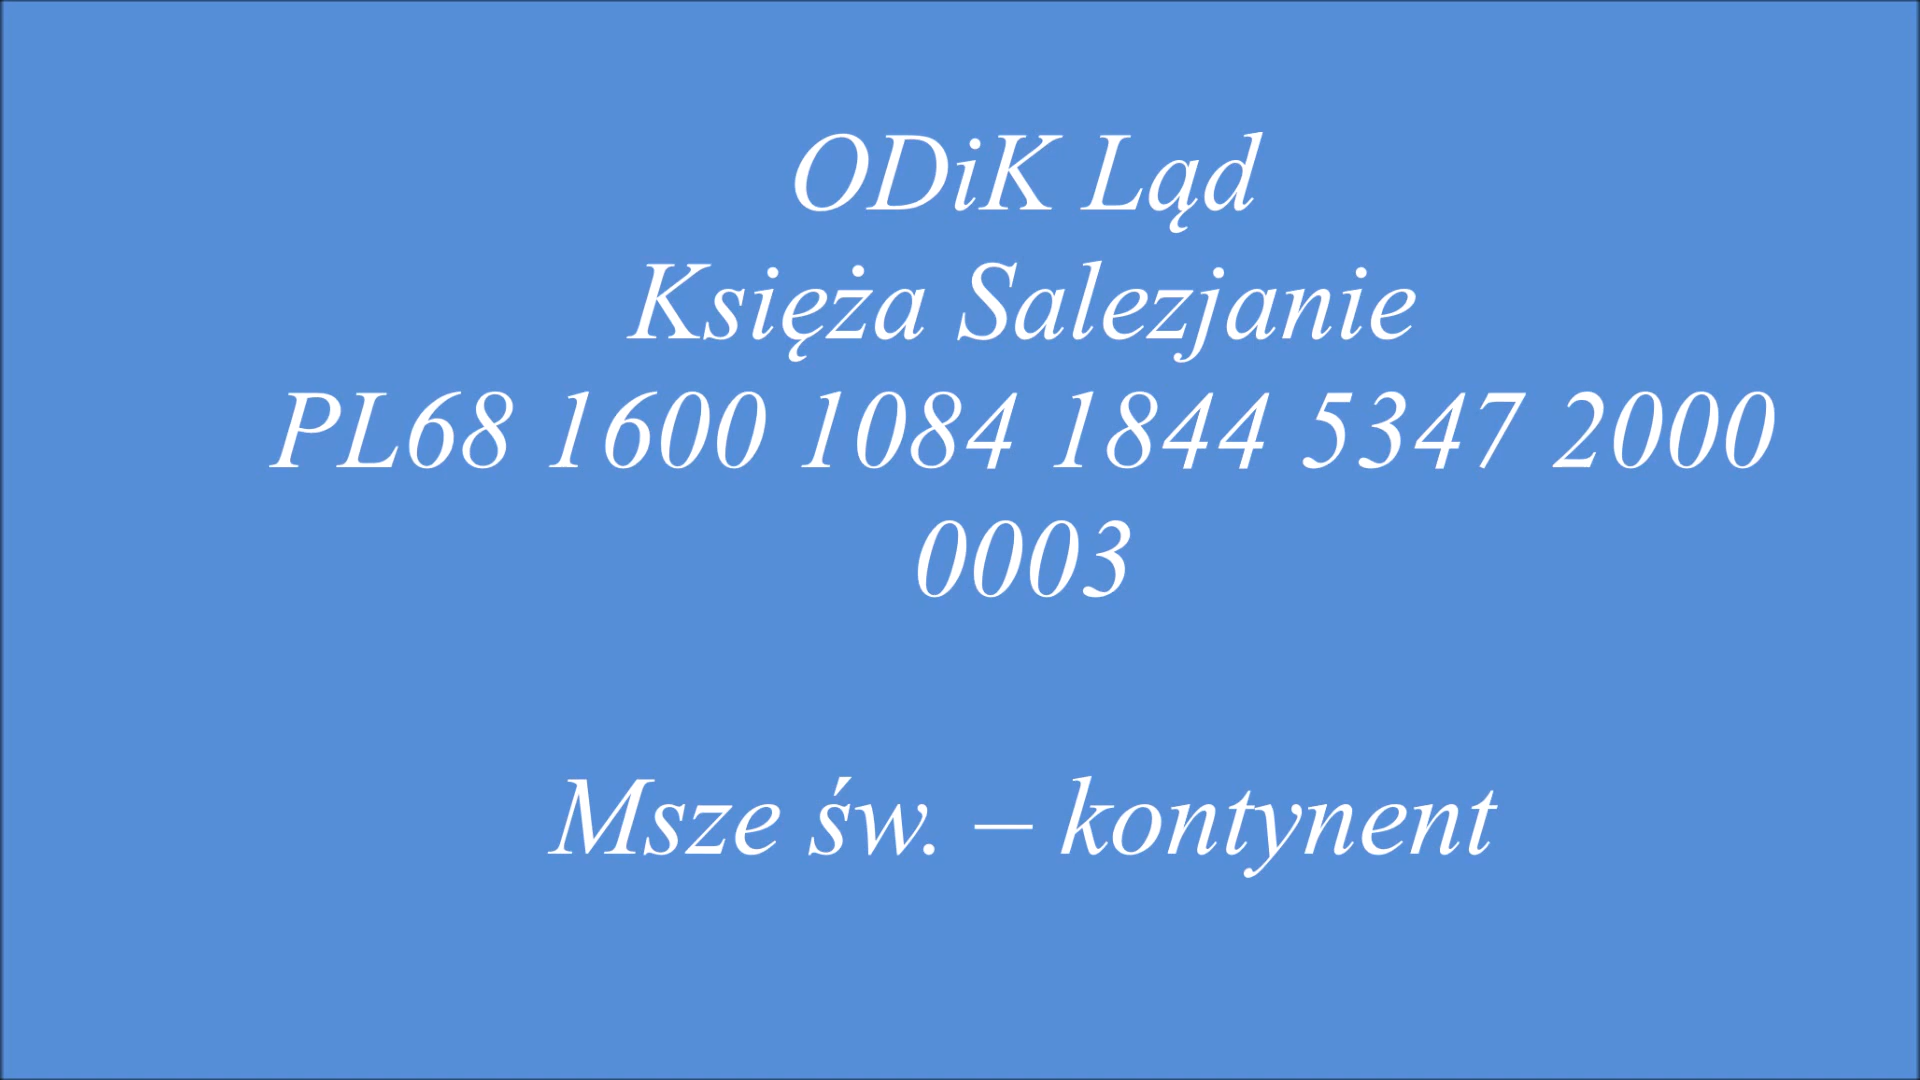 ODiK Ląd
Księża Salezjanie
PL68 1600 1084 1844 5347 2000
0003
Msze św. – kontynent